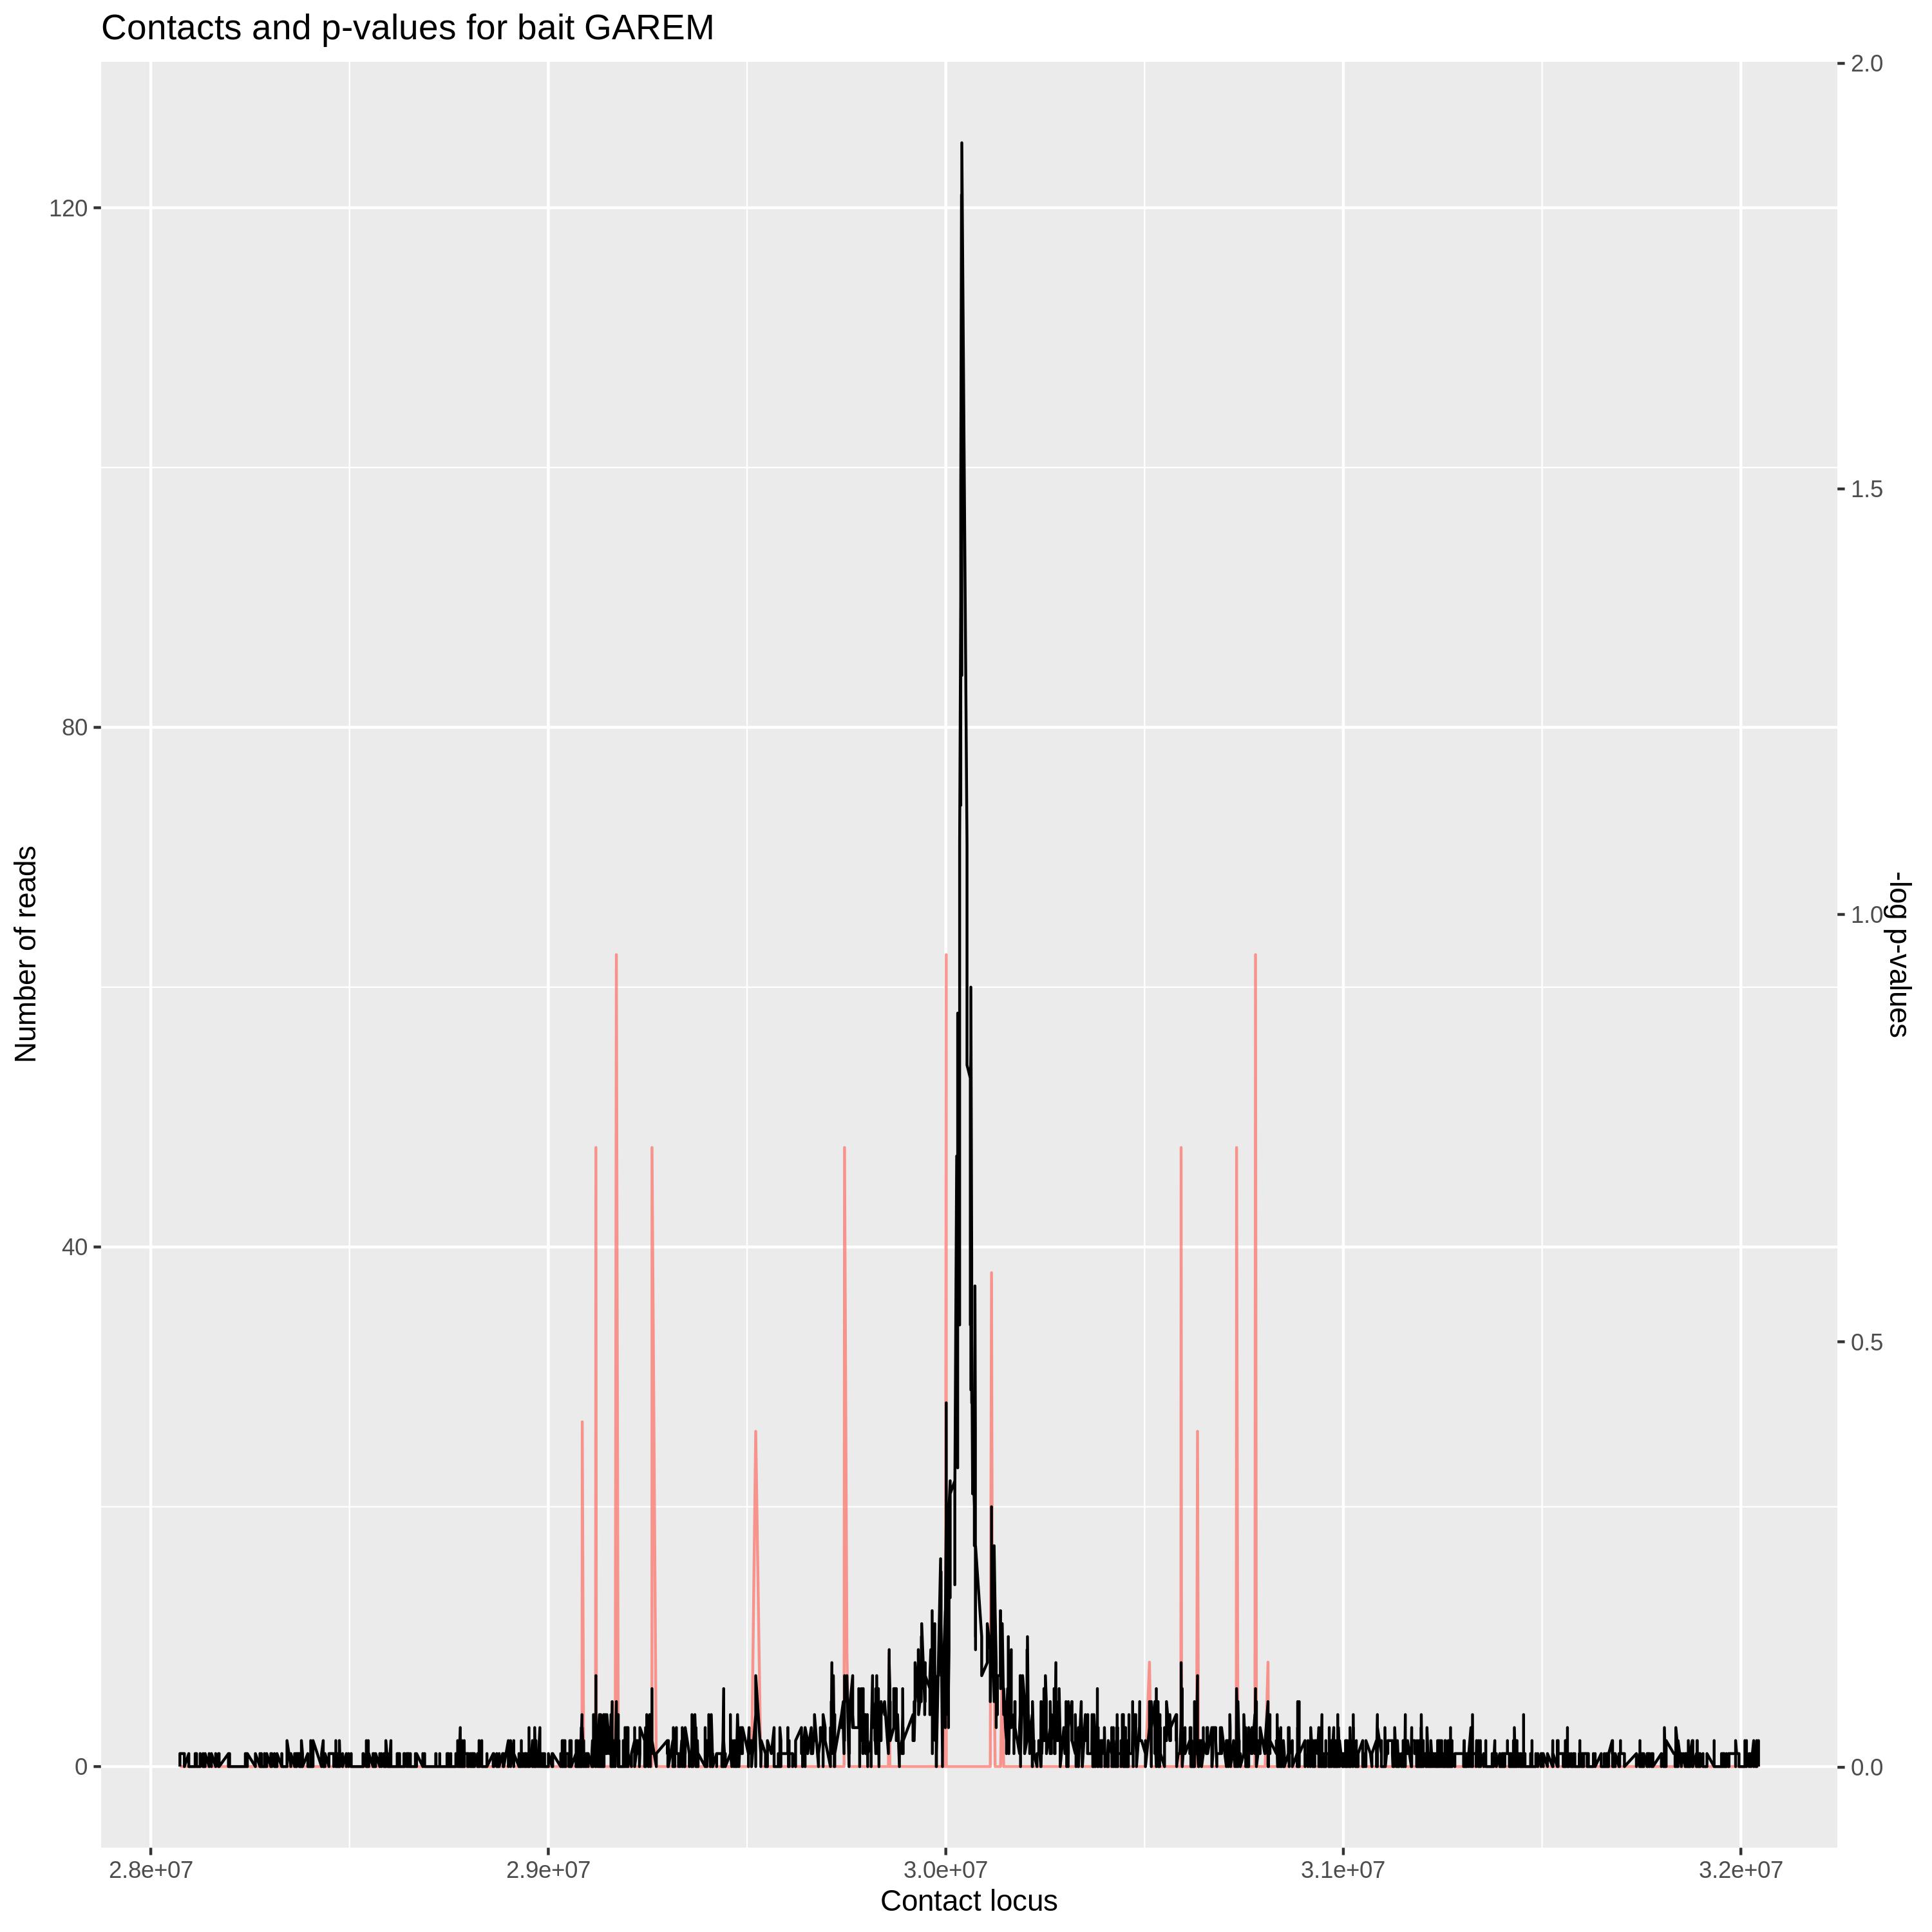 Contacts and p-values for bait GAREM
120
80
40
0
Number of reads
2.0
1.5
1.0
0.5
0.0
-log p-values
2.8e+07
2.9e+07
3.0e+07
3.1e+07
3.2e+07
Contact locus